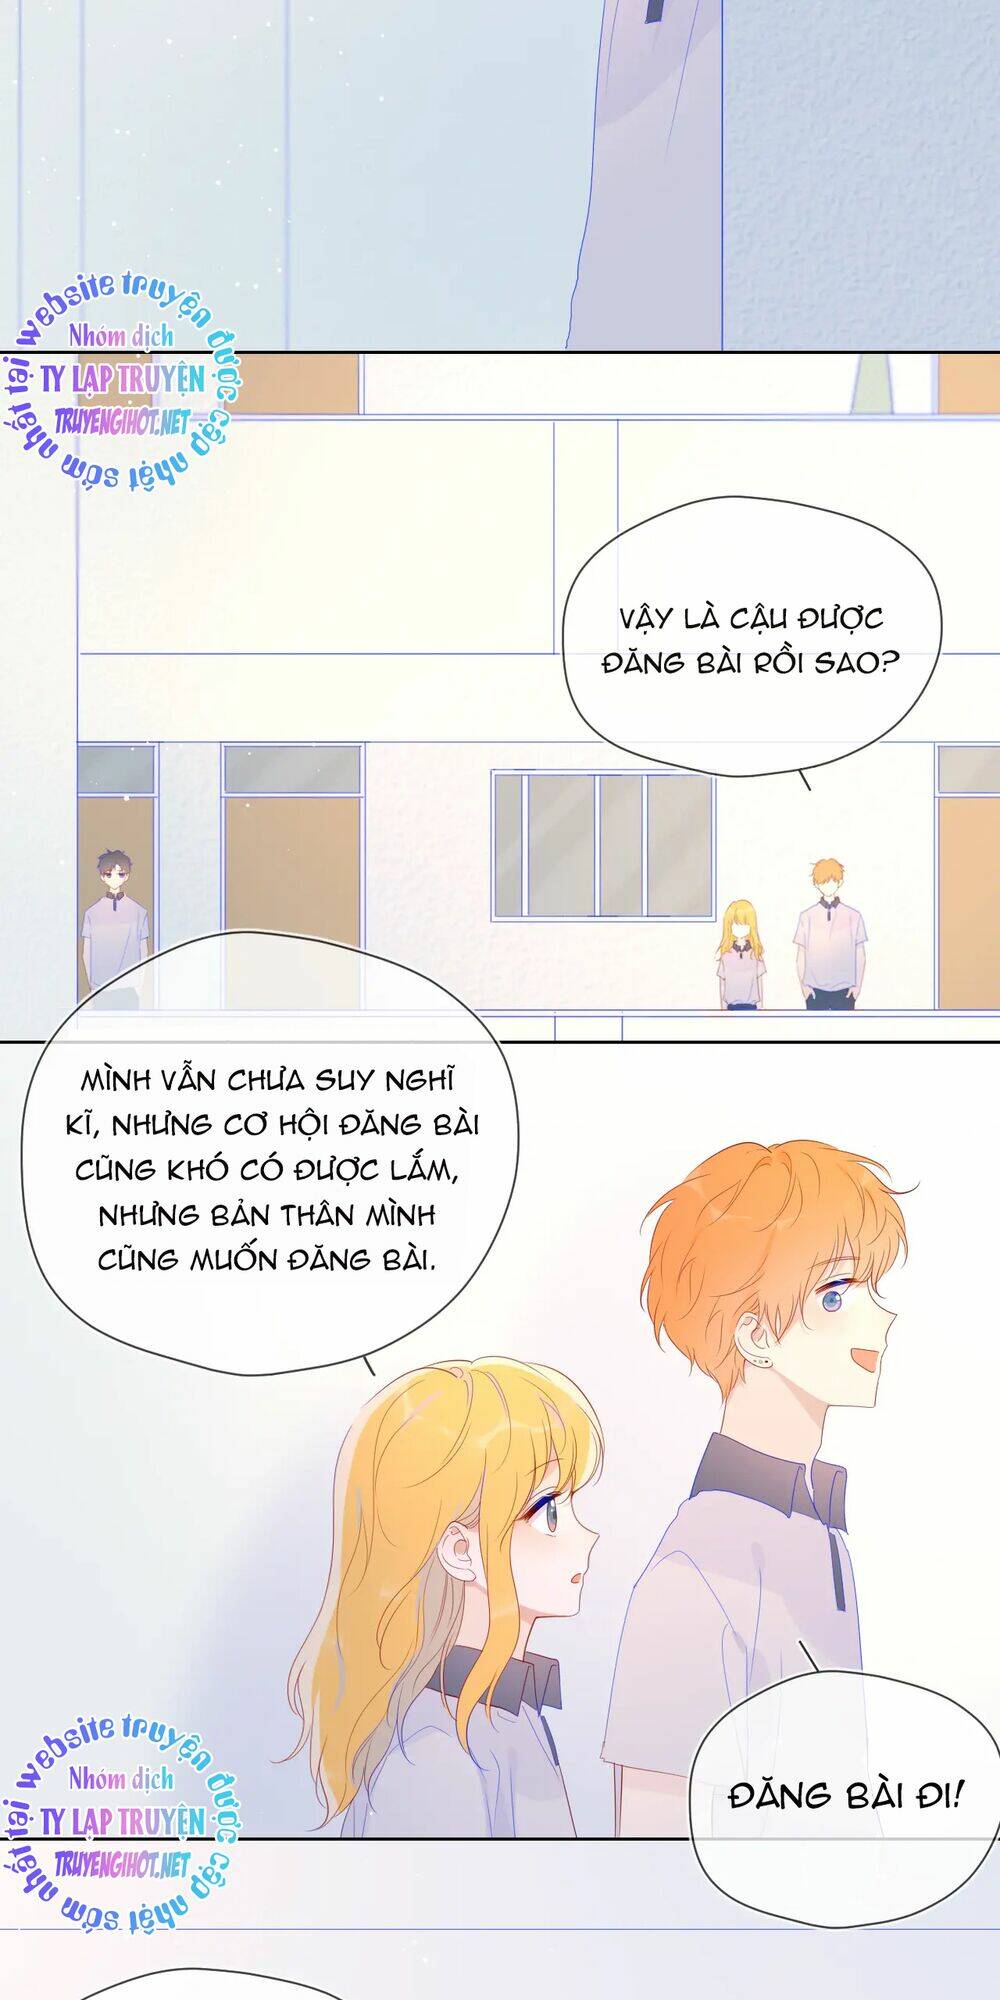 tại website truyện được cập nhật sớm nhất
Nhóm dịch
TY LẠP TRUYỆN
TRUYENGIHOT.NET
VẬY LÀ CẬU ĐƯỢC
ĐĂNG BÀI RỒI SAO?
MÌNH VẪN CHƯA SUY NGHĨ
KĨ, NHƯNG CƠ HỘI ĐĂNG BÀI
CŨNG KHÓ CÓ ĐƯỢC LẮM,
NHƯNG BẢN THÂN MÌNH
CŨNG MUỐN ĐĂNG BÀI.
ĐĂNG BÀI ĐI!
tại website truyện được cập nhật sớm nhất
Nhóm dịch
TY LẠP TRUYỆN
TRUYENGIHOT.NET